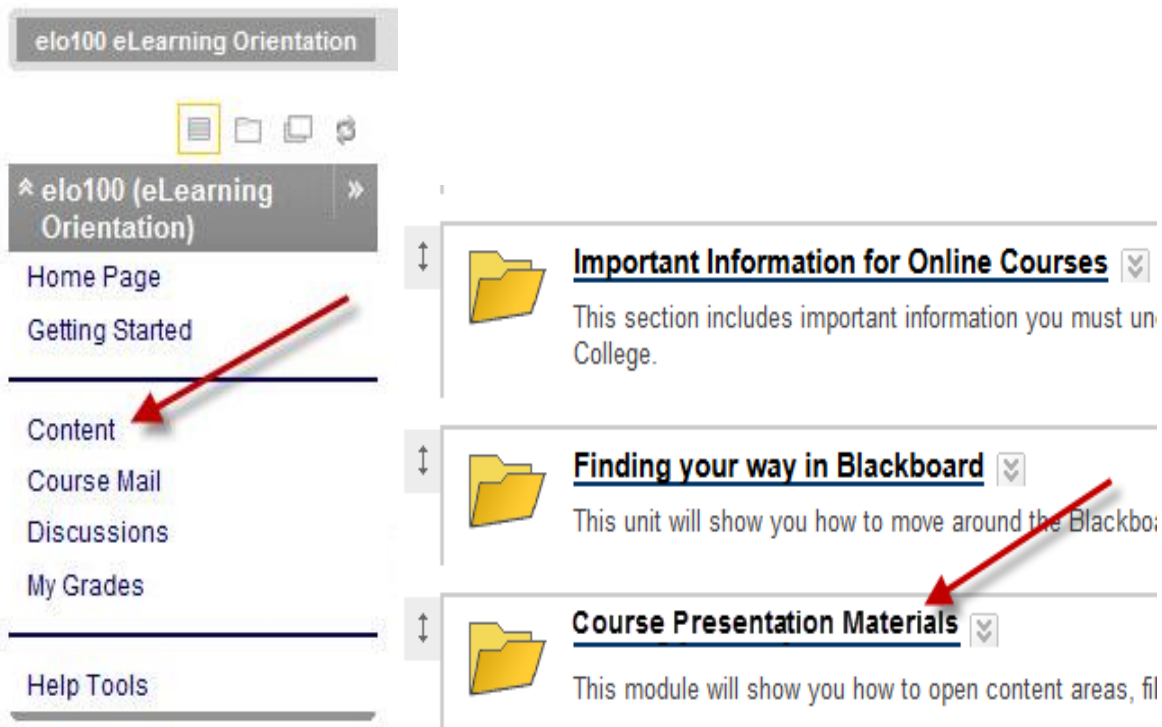 elo100 eLearning Orientation
elo100 (eLearning
Orientation)
Home Page
Getting Started
Content
Course Mail
Discussions
My Grades
Help Tools
Important Information for Online Courses
This section includes important information you must
College.
Finding your way in Blackboard
This unit will show you how to move around the
Course Presentation Materials
This module will show you how to open content areas,